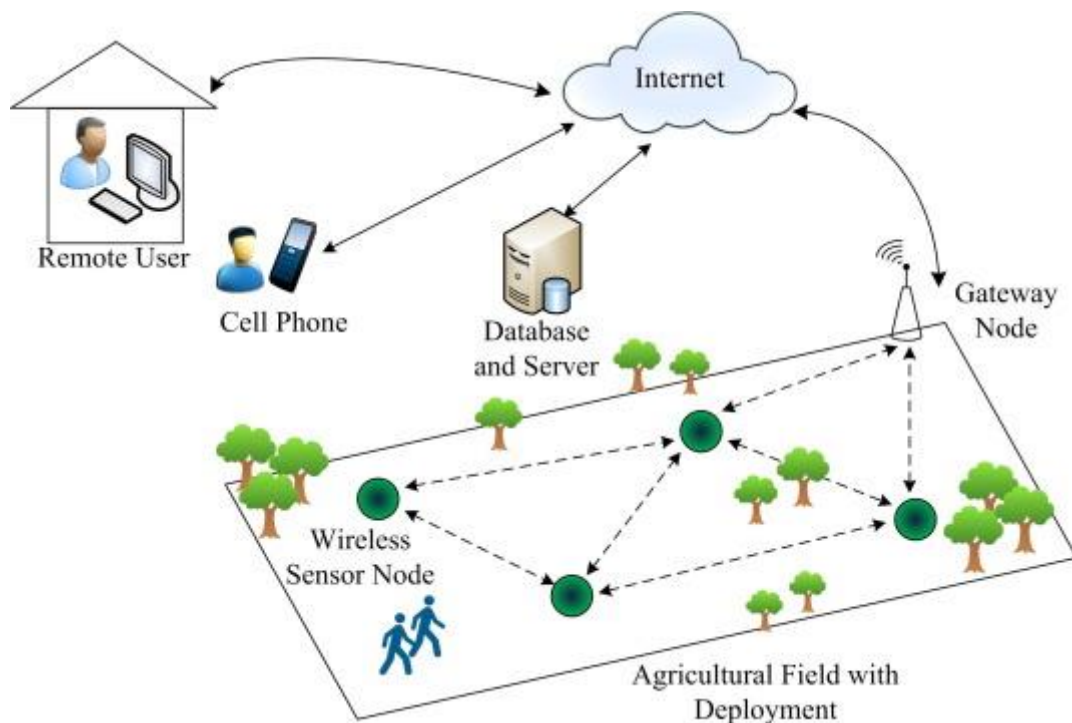 Internet
Remote User
Cell Phone
Database
and Server
Gateway
Node
Wireless
Sensor Node
Agricultural Field with
Deployment